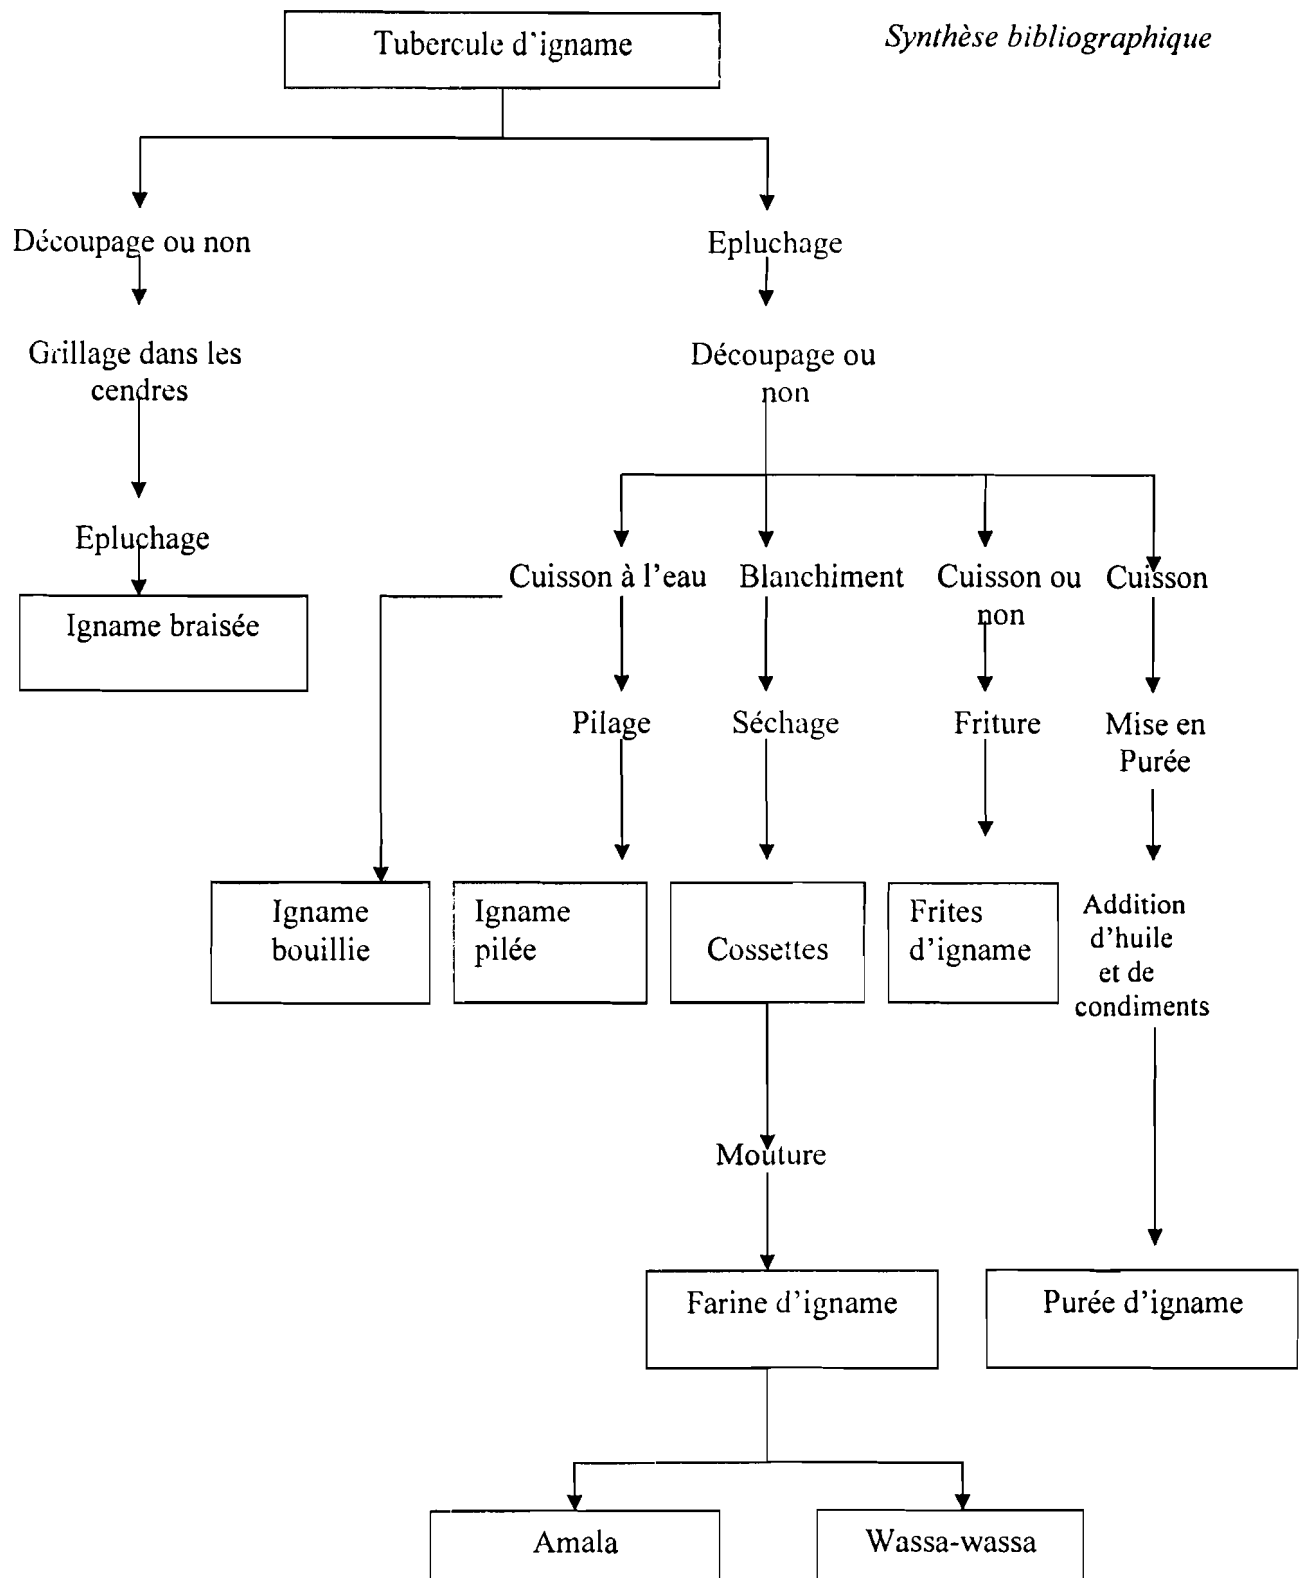 Synthèse bibliographique
Tubercule d'igname
Découpage ou non
Epluchage
Grillage dans les
cendres
Découpage ou
non
Epluchage
Igname braisée
Cuisson à l'eau
Blanchiment
Cuisson ou
non
Cuisson
Pilage
Séchage
Friture
Mise en
Purée
Igname
bouillie
Igname
pilée
Cossettes
Frites
d'igname
Addition
d'huile
et de
condiments
Mouture
Farine d'igname
Purée d'igname
Amala
Wassa-wassa